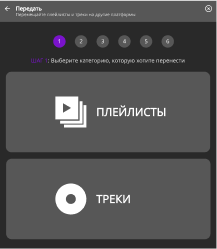 Передать
Перемещайте плейлисты и треки на другие платформы
1 2 3 4 5 6
Шаг 1: Выберите категорию, которую хотите перенести
ПЛЕЙЛИСТЫ
ТРЕКИ